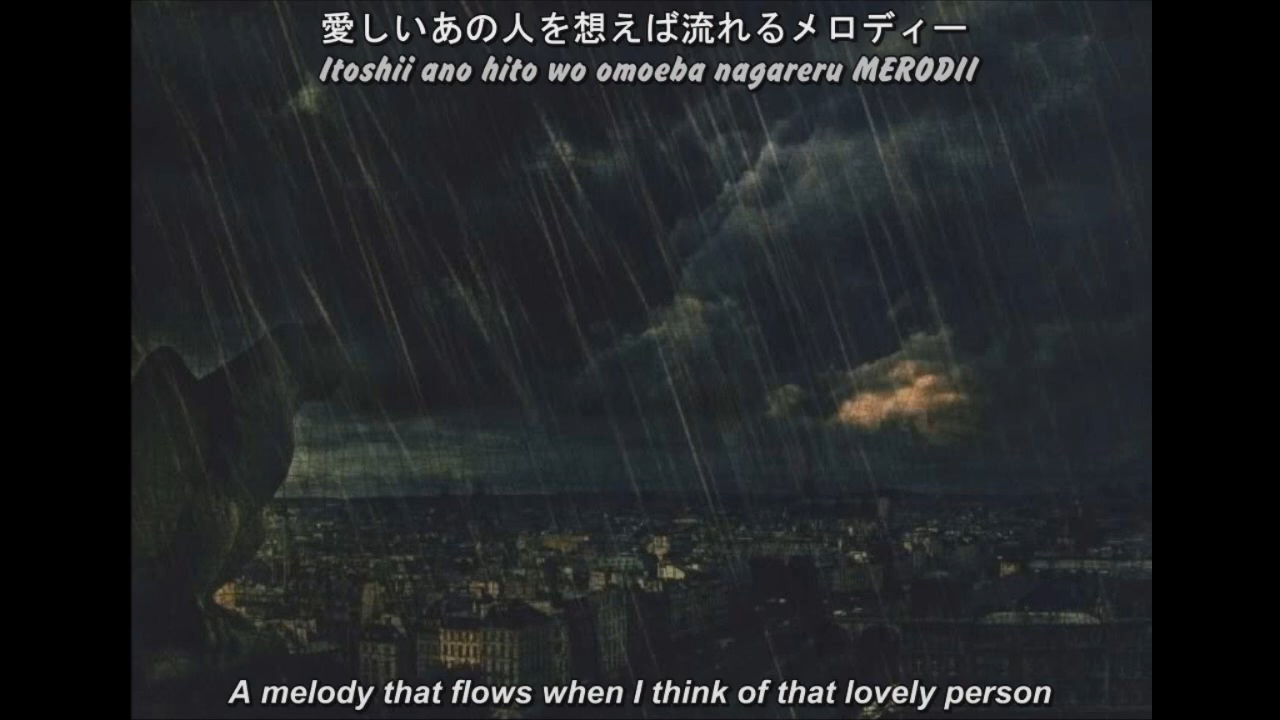 愛しいあの人を想えば流れるメロディー
Itoshii ano hito wo omoeba nagareru MERODII
A melody that flows when I think of that lovely person